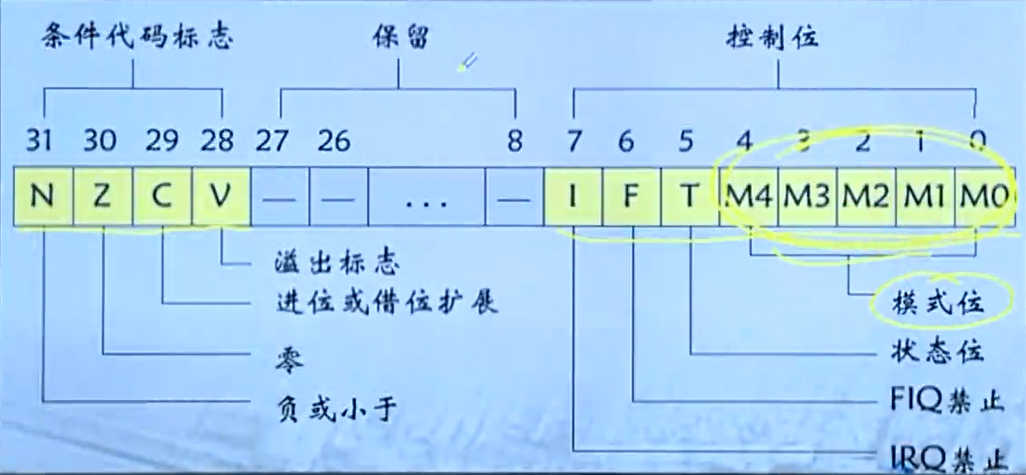 条件代码标志 保留 控制位
31 30 29 28 27 26 8 7 6 5 4 3 2 1 0
N Z C V — — ... — I F T M4 M3 M2 M1 M0
溢出标志
进位或借位扩展 模式位
零 状态位
负或小于 FIQ禁止
IRQ禁止